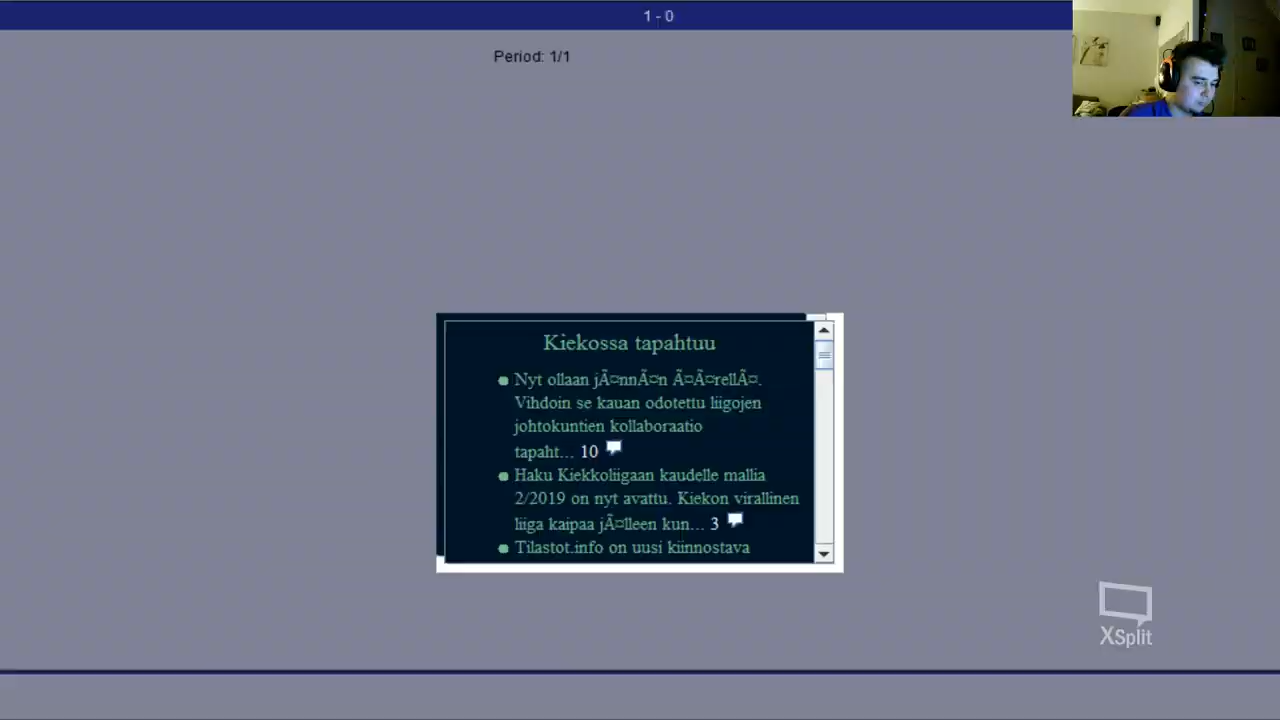 1 - 0
Period: 1/1
Kiekossa tapahtuu
Nyt ollaan jÃ¤nnÃ¤n Ã¤Ã¤rellÃ¤.
Vihdoin se kauan odotettu liigojen
johtokuntien kollaboraatio
tapaht... 10
Haku Kiekkoliigaan kaudelle mallia
2/2019 on nyt avattu. Kiekon virallinen
liiga kaipaa jÃ¤lleen kun... 3
Tilastot.info on uusi kiinnostava
XSplit